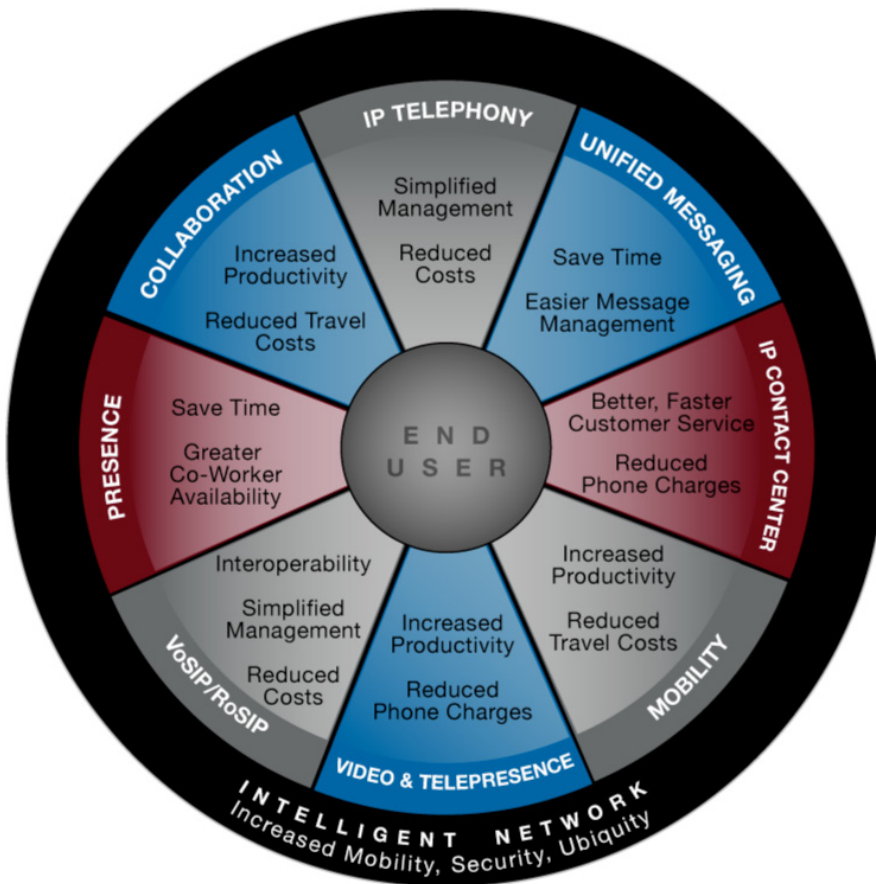 IP TELEPHONY
Simplified
Management
Reduced
Costs
UNIFIED MESSAGING
Save Time
Easier Message
Management
IP CONTACT CENTER
Better, Faster
Customer Service
Reduced
Phone Charges
MOBILITY
Increased
Productivity
Reduced
Travel Costs
VIDEO & TELEPRESENCE
Increased
Productivity
Reduced
Phone Charges
VoSIP/RoSIP
Interoperability
Simplified
Management
Reduced
Costs
PRESENCE
Save Time
Greater
Co-Worker
Availability
COLLABORATION
Increased
Productivity
Reduced Travel
Costs
END
USER
INTELLIGENT NETWORK
Increased Mobility, Security, Ubiquity